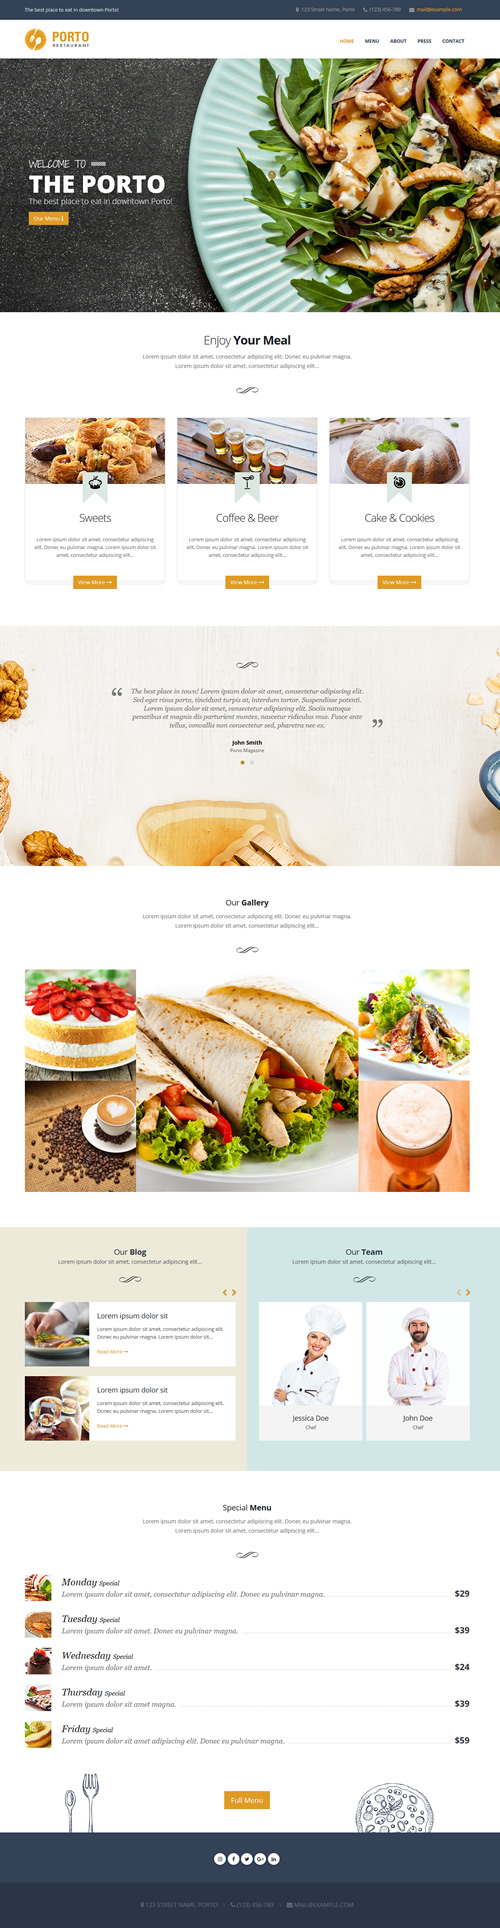 The best place to eat in downtown Porto!
123 Street Name, Porto (123) 456-789 mail@example.com
PORTO
RESTAURANT
HOME MENU ABOUT PRESS CONTACT
WELCOME TO
THE PORTO
The best place to eat in downtown Porto!
Our Menu
Enjoy Your Meal
Lorem ipsum dolor sit amet, consectetur adipiscing elit. Donec eu pulvinar magna.
Lorem ipsum dolor sit amet, consectetur adipiscing elit...
Sweets
Lorem ipsum dolor sit amet, consectetur adipiscing
elit. Donec eu pulvinar magna. Lorem ipsum dolor sit
amet, consectetur adipiscing elit...
View More
Coffee & Beer
Lorem ipsum dolor sit amet, consectetur adipiscing
elit. Donec eu pulvinar magna. Lorem ipsum dolor sit
amet, consectetur adipiscing elit...
View More
Cake & Cookies
Lorem ipsum dolor sit amet, consectetur adipiscing
elit. Donec eu pulvinar magna. Lorem ipsum dolor sit
amet, consectetur adipiscing elit...
View More
“ The best place in town! Lorem ipsum dolor sit amet, consectetur adipiscing elit.
Sed eget risus porta, tincidunt turpis at, interdum tortor. Suspendisse potenti.
Lorem ipsum dolor sit amet, consectetur adipiscing elit. Sociis natoque
penatibus et magnis dis parturient montes, nascetur ridiculus mus. Fusce ante
tellus, convallis non consectetur sed, pharetra nec ex. ”
John Smith
Porto Magazine
Our Gallery
Lorem ipsum dolor sit amet, consectetur adipiscing elit. Donec eu pulvinar magna.
Lorem ipsum dolor sit amet, consectetur adipiscing elit...
Our Blog
Lorem ipsum dolor sit amet, consectetur adipiscing elit...
Lorem ipsum dolor sit
Lorem ipsum dolor sit amet, consectetur adipiscing elit.
Donec eu pulvinar magna. Lorem ipsum dolor sit amet...
Read More
Lorem ipsum dolor sit
Lorem ipsum dolor sit amet, consectetur adipiscing elit.
Donec eu pulvinar magna. Lorem ipsum dolor sit amet...
Read More
Our Team
Lorem ipsum dolor sit amet, consectetur adipiscing elit...
Jessica Doe
Chef
John Doe
Chef
Special Menu
Lorem ipsum dolor sit amet, consectetur adipiscing elit. Donec eu pulvinar magna.
Lorem ipsum dolor sit amet, consectetur adipiscing elit...
Monday Special
Lorem ipsum dolor sit amet, consectetur adipiscing elit. Donec eu pulvinar magna. $29
Tuesday Special
Lorem ipsum dolor sit amet. Donec eu pulvinar magna. $39
Wednesday Special
Lorem ipsum dolor sit amet. $24
Thursday Special
Lorem ipsum dolor sit amet magna. $39
Friday Special
Lorem ipsum dolor sit amet adipiscing elit. Donec eu pulvinar magna. $59
Full Menu
123 STREET NAME, PORTO (123) 456-789 MAIL@EXAMPLE.COM